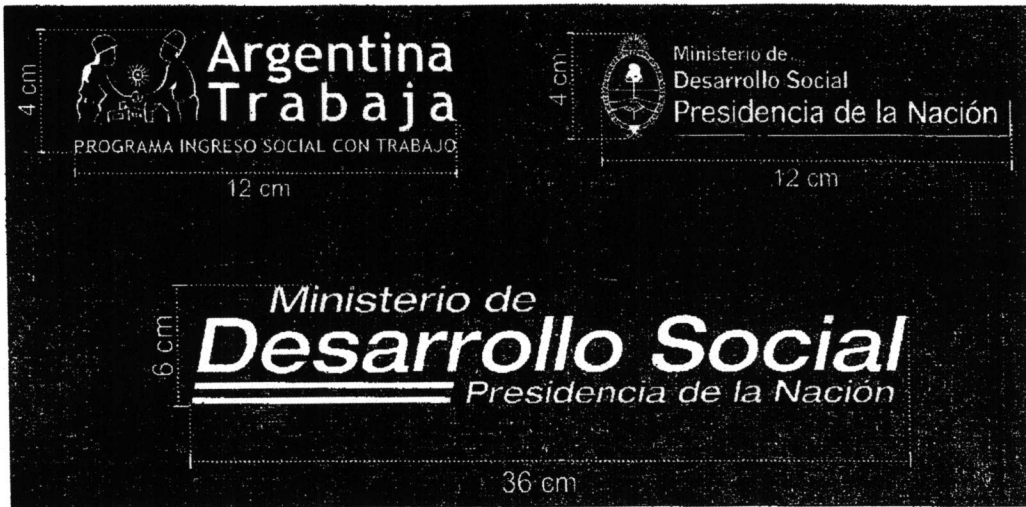 4 cm
Argentina
Trabaja
PROGRAMA INGRESO SOCIAL CON TRABAJO
12 cm
4 cm
Ministerio de
Desarrollo Social
Presidencia de la Nación
12 cm
6 cm
Ministerio de
Desarrollo Social
Presidencia de la Nación
36 cm